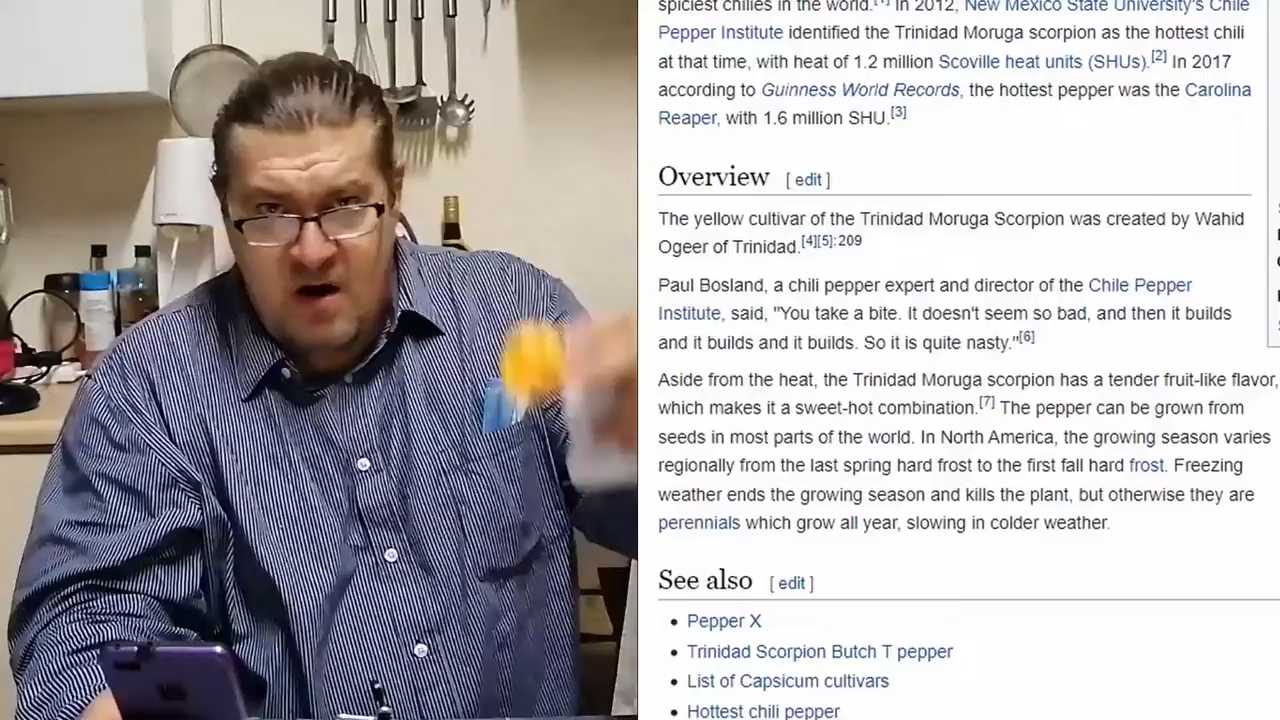 spiciest chilies in the world.[1] In 2012, New Mexico State University's Chile
Pepper Institute identified the Trinidad Moruga scorpion as the hottest chili
at that time, with heat of 1.2 million Scoville heat units (SHUs).[2] In 2017
according to Guinness World Records, the hottest pepper was the Carolina
Reaper, with 1.6 million SHU.[3]
Overview [ edit ]
The yellow cultivar of the Trinidad Moruga Scorpion was created by Wahid
Ogeer of Trinidad.[4][5]:209
Paul Bosland, a chili pepper expert and director of the Chile Pepper
Institute, said, "You take a bite. It doesn't seem so bad, and then it builds
and it builds and it builds. So it is quite nasty."[6]
Aside from the heat, the Trinidad Moruga scorpion has a tender fruit-like flavor,
which makes it a sweet-hot combination.[7] The pepper can be grown from
seeds in most parts of the world. In North America, the growing season varies
regionally from the last spring hard frost to the first fall hard frost. Freezing
weather ends the growing season and kills the plant, but otherwise they are
perennials which grow all year, slowing in colder weather.
See also [ edit ]
• Pepper X
• Trinidad Scorpion Butch T pepper
• List of Capsicum cultivars
• Hottest chili pepper